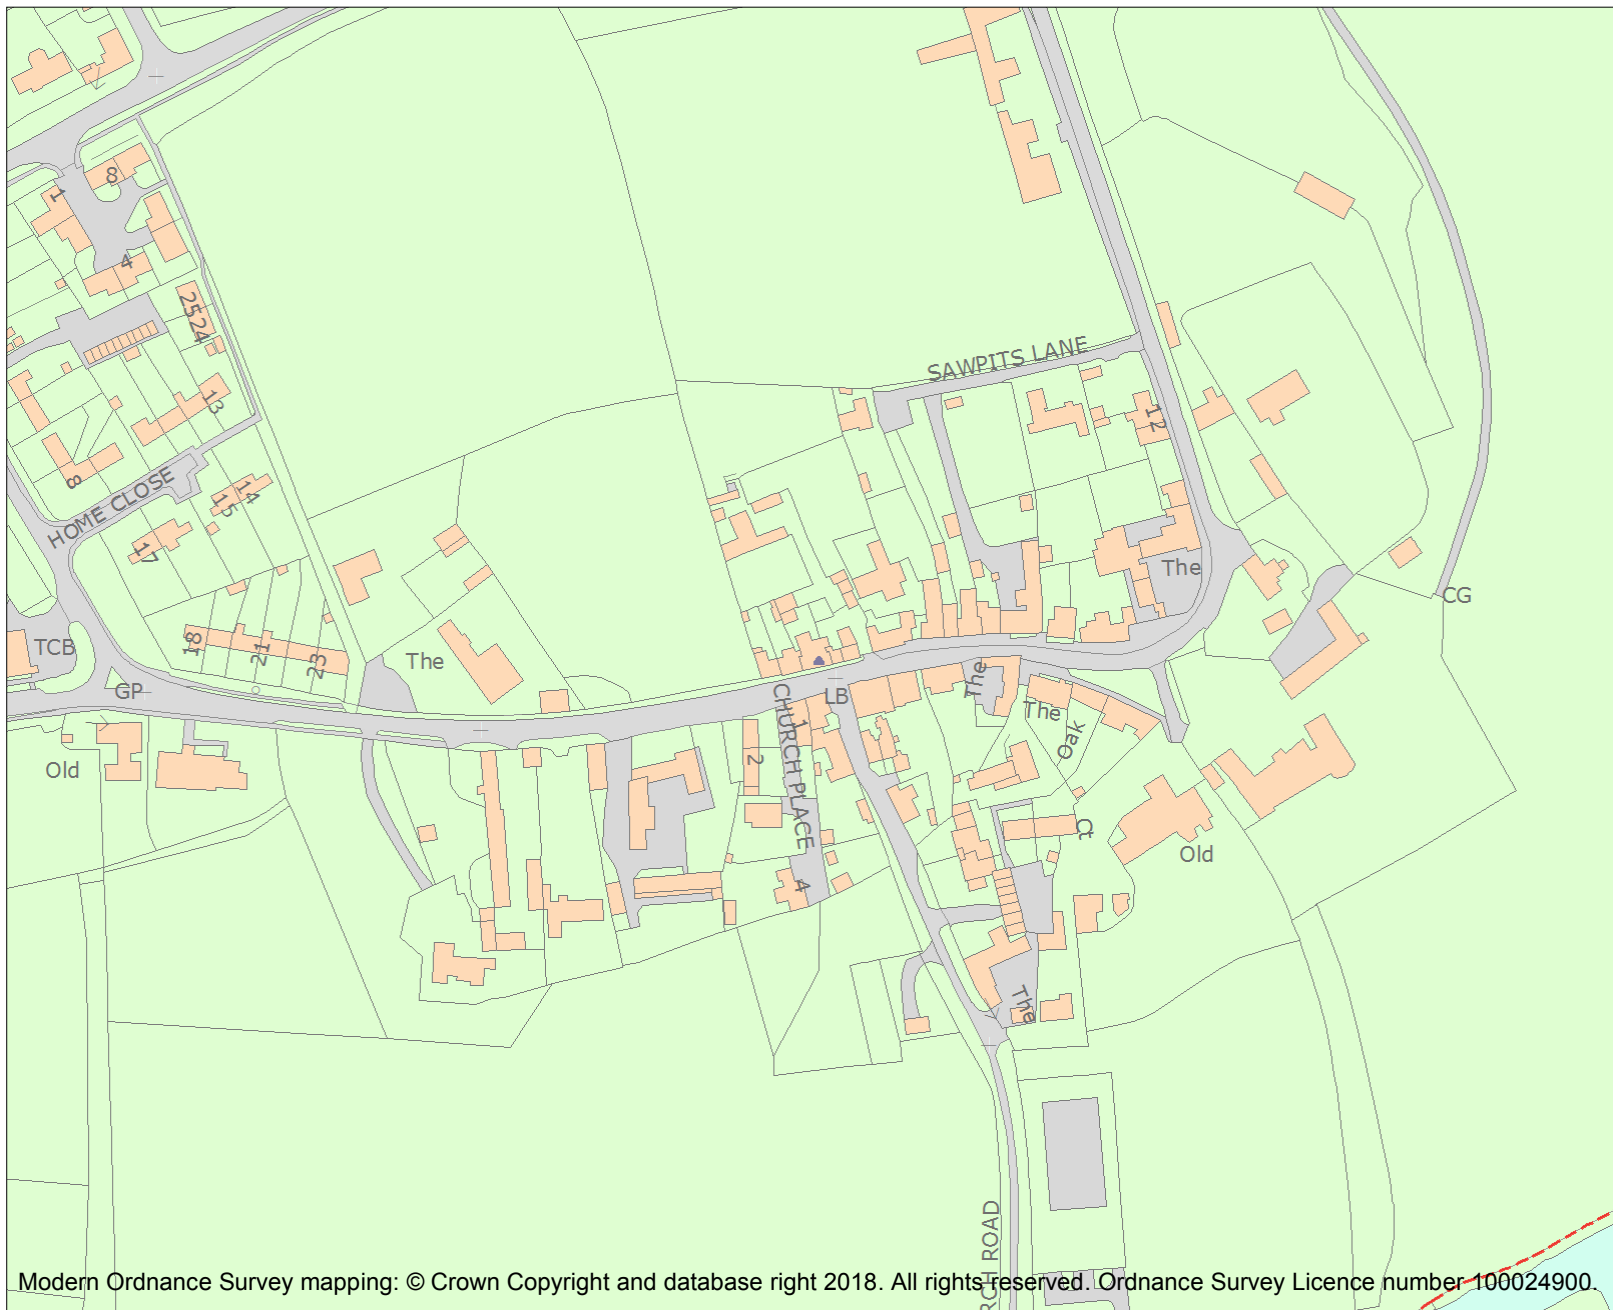 8
1
4
2524
SAWPITS LANE
13
12
8
14
15
HOME CLOSE
17
The
CG
TCB
18
21
23
The
The
GP
LB
CHURCH PLACE
1
The
Oak
2
Old
Ct
Old
4
The
RCH ROAD
Modern Ordnance Survey mapping: © Crown Copyright and database right 2018. All rights reserved. Ordnance Survey Licence number 100024900.